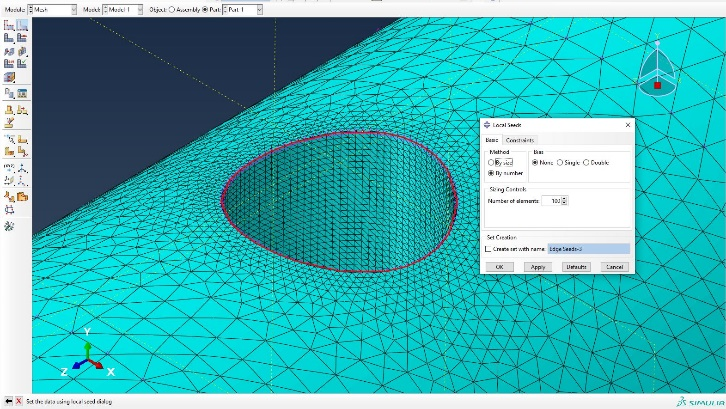 Module: Mesh Model: Model-1 Object: Assembly Part: Part-1
Local Seeds
Basic Constraints
Method Bias
By size None Single Double
By number
Sizing Controls
Number of elements: 100
Set Creation
Create set with name: Edge Seeds-3
OK Apply Defaults Cancel
Y
Z X
Set the data using local seed dialog
SIMULIA